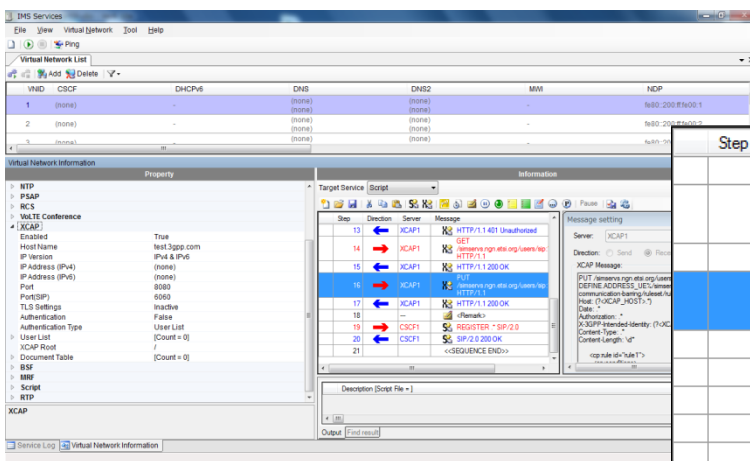 IMS Services
File View Virtual Network Tool Help
Ping
Virtual Network List
Add Delete
VNID CSCF DHCPv6 DNS DNS2 MWI NDP
1 (none) - (none) (none) - fe80::200:ff:fe00:1
(none) (none)
2 (none) - (none) (none) - fe80::200:ff:fe00:2
(none) (none)
3 (none) (none) (none)
Virtual Network Information
Property
NTP
PSAP
RCS
VoLTE Conference
XCAP
Enabled True
Host Name test.3gpp.com
IP Version IPv4 & IPv6
IP Address (IPv4) (none)
IP Address (IPv6) (none)
Port 8080
Port(SIP) 6060
TLS Settings Inactive
Authentication False
Authentication Type User List
User List [Count = 0]
XCAP Root /
Document Table [Count = 0]
BSF
MRF
Script
RTP
XCAP
Service Log Virtual Network Information
Information
Target Service Script
Pause
Step Direction Server Message
13 XCAP1 HTTP/1.1 401 Unauthorized
14 XCAP1 GET
/simservs.ngn.etsi.org/users/sip:
HTTP/1.1
15 XCAP1 HTTP/1.1 200 OK
16 XCAP1 PUT
/simservs.ngn.etsi.org/users/sip:
HTTP/1.1
17 XCAP1 HTTP/1.1 200 OK
18 -- <Remark>
19 CSCF1 REGISTER .* SIP/2.0
20 CSCF1 SIP/2.0 200 OK
21 <<SEQUENCE END>>
Description [Script File = ]
Output Find result
Message setting
Server: XCAP1
Direction: Send
XCAP Message:
PUT /simservs.ngn.etsi.org/users
DEFINE:ADDRESS_UE%/simser
communication-barring/ruleset/rul
Host: (?<XCAP_HOST>.*)
Date: .*
Authorization: .*
X-3GPP-Intended-Identity: (?<XC
Content-Type: .*
Content-Length: \d*
<cp:rule id="rule1">
Step